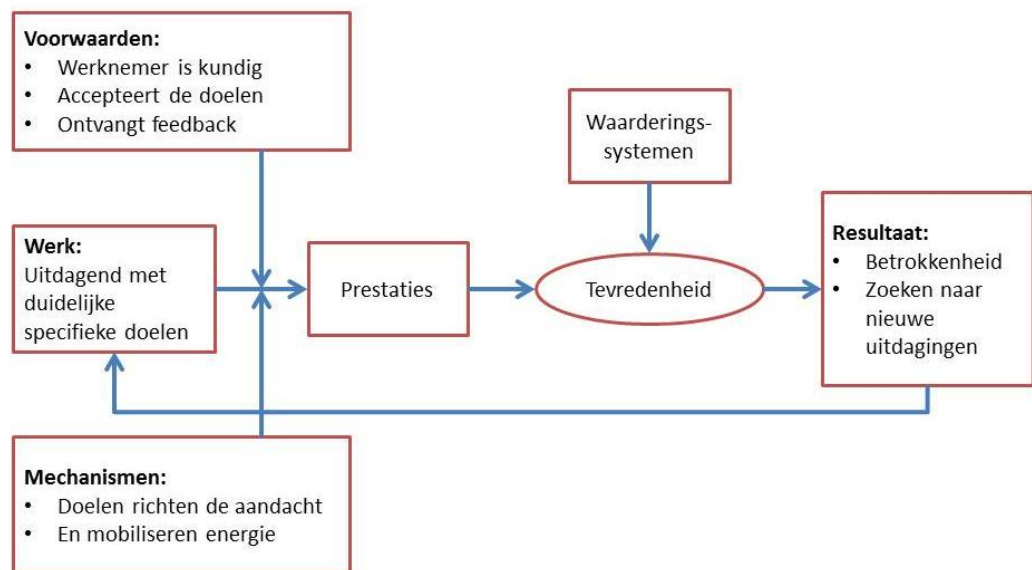 Voorwaarden:
• Werknemer is kundig
• Accepteert de doelen
• Ontvangt feedback
Waarderings-
systemen
Werk:
Uitdagend met
duidelijke
specifieke doelen
Prestaties
Tevredenheid
Resultaat:
• Betrokkenheid
• Zoeken naar
nieuwe
uitdagingen
Mechanismen:
• Doelen richten de aandacht
• En mobiliseren energie